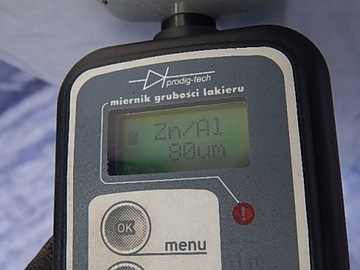 prodig-tech
miernik grubości lakieru
Zn/Al
80um
OK
menu